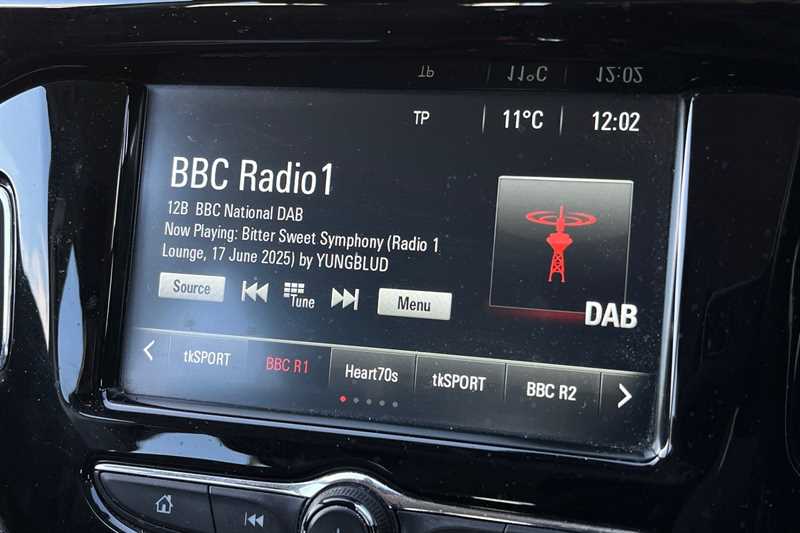 TP 11°C 12:02
BBC Radio1
12B BBC National DAB
Now Playing: Bitter Sweet Symphony (Radio 1
Lounge, 17 June 2025) by YUNGBLUD
Source Tune Menu
DAB
tkSPORT BBC R1 Heart70s tkSPORT BBC R2